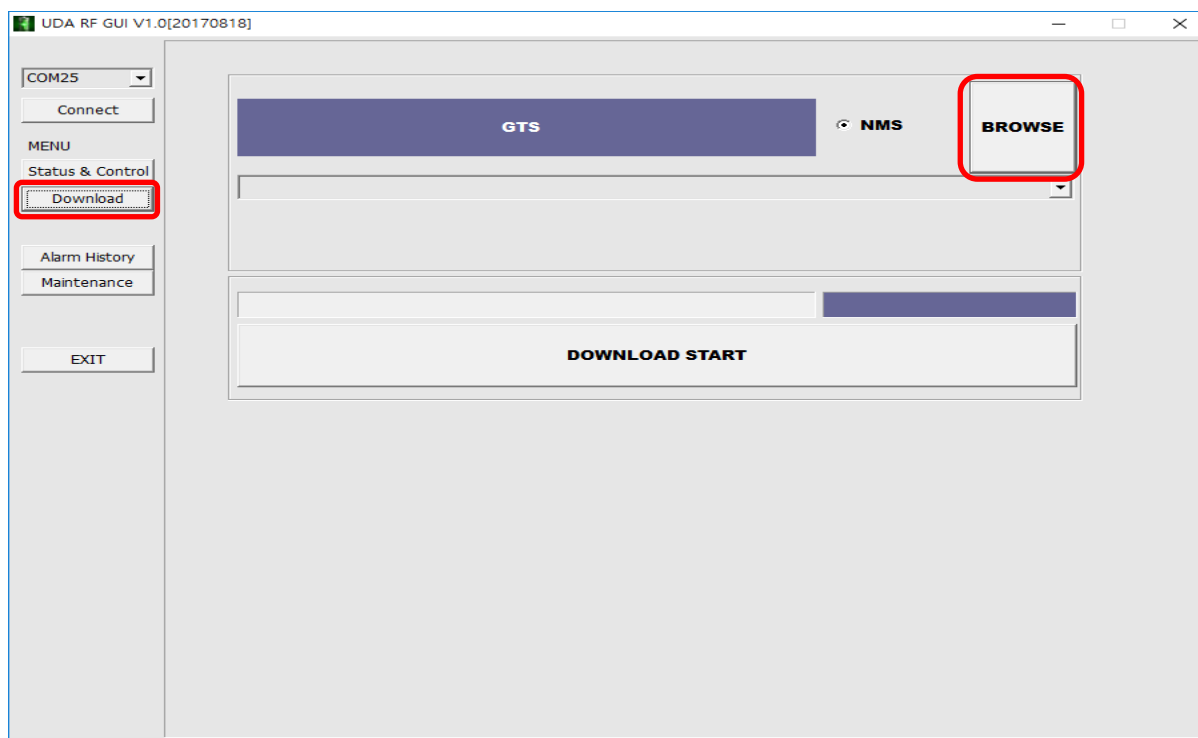 UDA RF GUI V1.0[20170818]
COM25
Connect
MENU
Status & Control
Download
Alarm History
Maintenance
EXIT
GTS
NMS
BROWSE
DOWNLOAD START